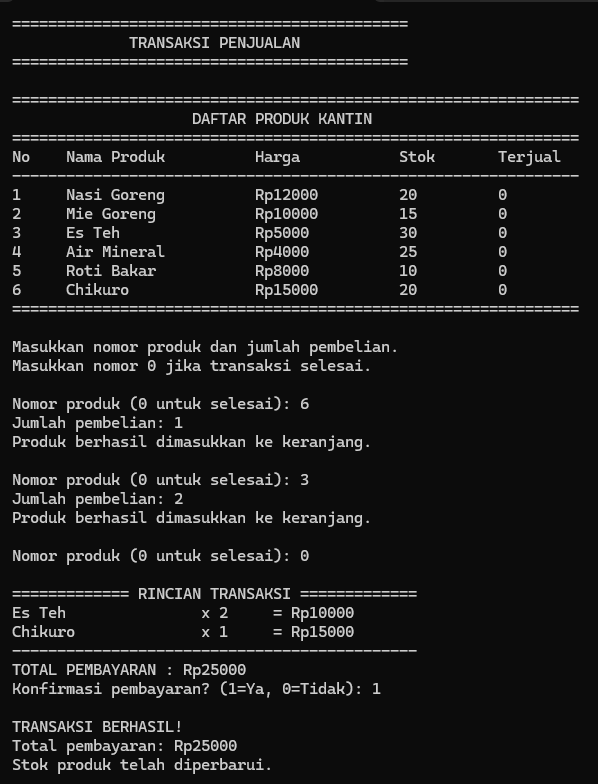 ============================================
TRANSAKSI PENJUALAN
============================================
===============================================================
DAFTAR PRODUK KANTIN
===============================================================
No    Nama Produk          Harga           Stok       Terjual
---------------------------------------------------------------
1     Nasi Goreng          Rp12000         20         0
2     Mie Goreng           Rp10000         15         0
3     Es Teh               Rp5000          30         0
4     Air Mineral          Rp4000          25         0
5     Roti Bakar           Rp8000          10         0
6     Chikuro              Rp15000         20         0
===============================================================
Masukkan nomor produk dan jumlah pembelian.
Masukkan nomor 0 jika transaksi selesai.
Nomor produk (0 untuk selesai): 6
Jumlah pembelian: 1
Produk berhasil dimasukkan ke keranjang.
Nomor produk (0 untuk selesai): 3
Jumlah pembelian: 2
Produk berhasil dimasukkan ke keranjang.
Nomor produk (0 untuk selesai): 0
============= RINCIAN TRANSAKSI =============
Es Teh               x 2     = Rp10000
Chikuro              x 1     = Rp15000
---------------------------------------------
TOTAL PEMBAYARAN : Rp25000
Konfirmasi pembayaran? (1=Ya, 0=Tidak): 1
TRANSAKSI BERHASIL!
Total pembayaran: Rp25000
Stok produk telah diperbarui.